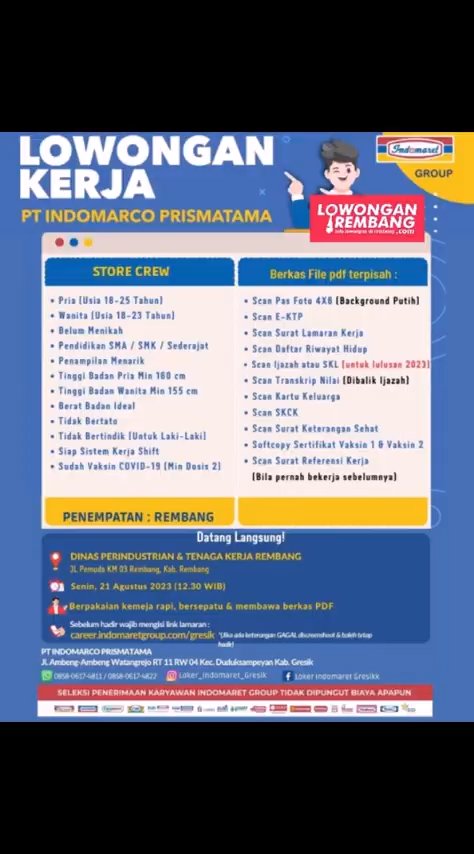 LOWONGAN
KERJA
PT INDOMARCO PRISMATAMA
Indomaret
GROUP
LOWONGAN
REMBANG
.com
STORE CREW
• Pria (Usia 18-25 Tahun)
• Wanita (Usia 18-23 Tahun)
• Belum Menikah
• Pendidikan SMA / SMK / Sederajat
• Penampilan Menarik
• Tinggi Badan Pria Min 160 cm
• Tinggi Badan Wanita Min 155 cm
• Berat Badan Ideal
• Tidak Bertato
• Tidak Bertindik (Untuk Laki-Laki)
• Siap Sistem Kerja Shift
• Sudah Vaksin COVID-19 (Min Dosis 2)
PENEMPATAN : REMBANG
Berkas File pdf terpisah :
• Scan Pas Foto 4X6 (Background Putih)
• Scan E-KTP
• Scan Surat Lamaran Kerja
• Scan Daftar Riwayat Hidup
• Scan Ijazah atau SKL (untuk lulusan 2023)
• Scan Transkrip Nilai (Dibalik Ijazah)
• Scan Kartu Keluarga
• Scan SKCK
• Scan Surat Keterangan Sehat
• Softcopy Sertifikat Vaksin 1 & Vaksin 2
• Scan Surat Referensi Kerja
(Bila pernah bekerja sebelumnya)
Datang Langsung!
DINAS PERINDUSTRIAN & TENAGA KERJA REMBANG
JL Pemuda KM 03 Rembang, Kab. Rembang
Senin, 21 Agustus 2023 (12.30 WIB)
Berpakaian kemeja rapi, bersepatu & membawa berkas PDF
Sebelum hadir wajib mengisi link lamaran :
career.indomaretgroup.com/gresik *Jika ada keterangan GAGAL discreenshoot & boleh tetap
hadir)
PT INDOMARCO PRISMATAMA
Jl. Ambeng-Ambeng Watangrejo RT 11 RW 04 Kec. Duduksampeyan Kab. Gresik
0858-0617-4811 / 0858-0617-4822 Loker_Indomaret_Gresik Loker Indomaret Gresikk
SELEKSI PENERIMAAN KARYAWAN INDOMARET GROUP TIDAK DIPUNGUT BIAYA APAPUN